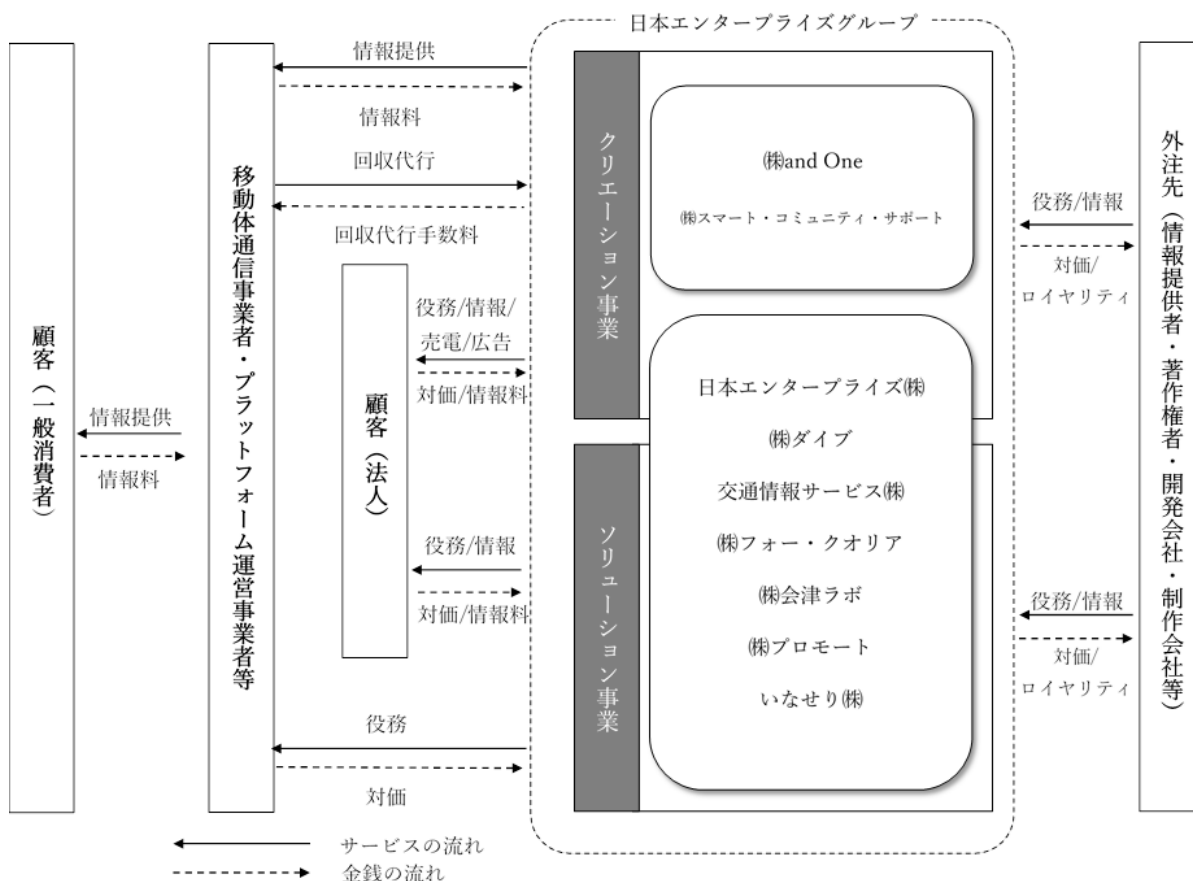 日本エンタープライズグループ
顧客（一般消費者）
情報提供
情報料
移動体通信事業者・プラットフォーム運営事業者等
情報提供
情報料
回収代行
回収代行手数料
顧客（法人）
役務/情報/
売電/広告
対価/情報料
役務/情報
対価/情報料
役務
対価
クリエーション事業
㈱and One
㈱スマート・コミュニティ・サポート
ソリューション事業
日本エンタープライズ㈱
㈱ダイブ
交通情報サービス㈱
㈱フォー・クオリア
㈱会津ラボ
㈱プロモート
いなせり㈱
役務/情報
対価/
ロイヤリティ
役務/情報
対価/
ロイヤリティ
外注先（情報提供者・著作権者・開発会社・制作会社等）
サービスの流れ
金銭の流れ